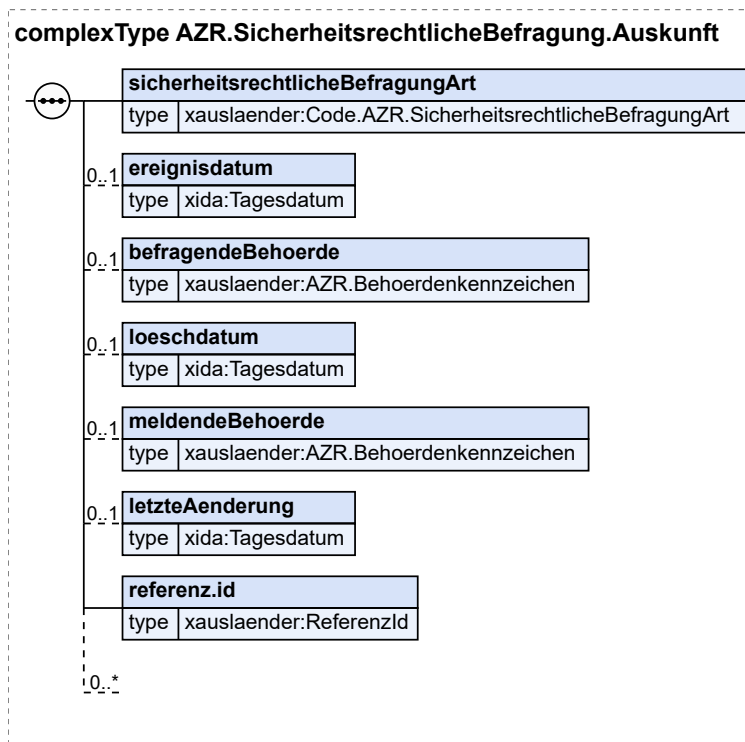 complexType AZR.SicherheitsrechtlicheBefragung.Auskunft
sicherheitsrechtlicheBefragungArt
type xauslaender:Code.AZR.SicherheitsrechtlicheBefragungArt
0..1 ereignisdatum
type xida:Tagesdatum
0..1 befragendeBehoerde
type xauslaender:AZR.Behoerdenkennzeichen
0..1 loeschdatum
type xida:Tagesdatum
0..1 meldendeBehoerde
type xauslaender:AZR.Behoerdenkennzeichen
0..1 letzteAenderung
type xida:Tagesdatum
referenz.id
type xauslaender:ReferenzId
0..*